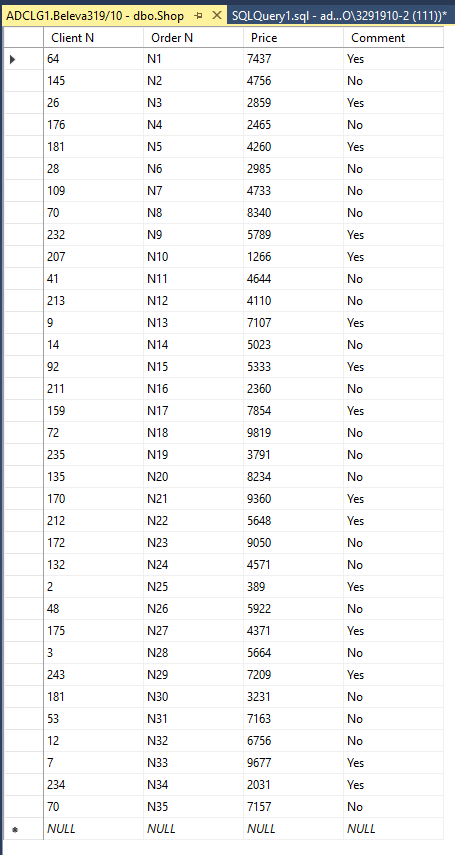 ADCLG1.Beleva319/10 - dbo.Shop SQLQuery1.sql - ad...O\3291910-2 (111))*
Client N Order N Price Comment
64 N1 7437 Yes
145 N2 4756 No
26 N3 2859 Yes
176 N4 2465 No
181 N5 4260 Yes
28 N6 2985 No
109 N7 4733 No
70 N8 8340 No
232 N9 5789 Yes
207 N10 1266 Yes
41 N11 4644 No
213 N12 4110 No
9 N13 7107 Yes
14 N14 5023 No
92 N15 5333 Yes
211 N16 2360 No
159 N17 7854 Yes
72 N18 9819 No
235 N19 3791 No
135 N20 8234 No
170 N21 9360 Yes
212 N22 5648 Yes
172 N23 9050 No
132 N24 4571 No
2 N25 389 Yes
48 N26 5922 No
175 N27 4371 Yes
3 N28 5664 No
243 N29 7209 Yes
181 N30 3231 No
53 N31 7163 No
12 N32 6756 No
7 N33 9677 Yes
234 N34 2031 Yes
70 N35 7157 No
NULL NULL NULL NULL